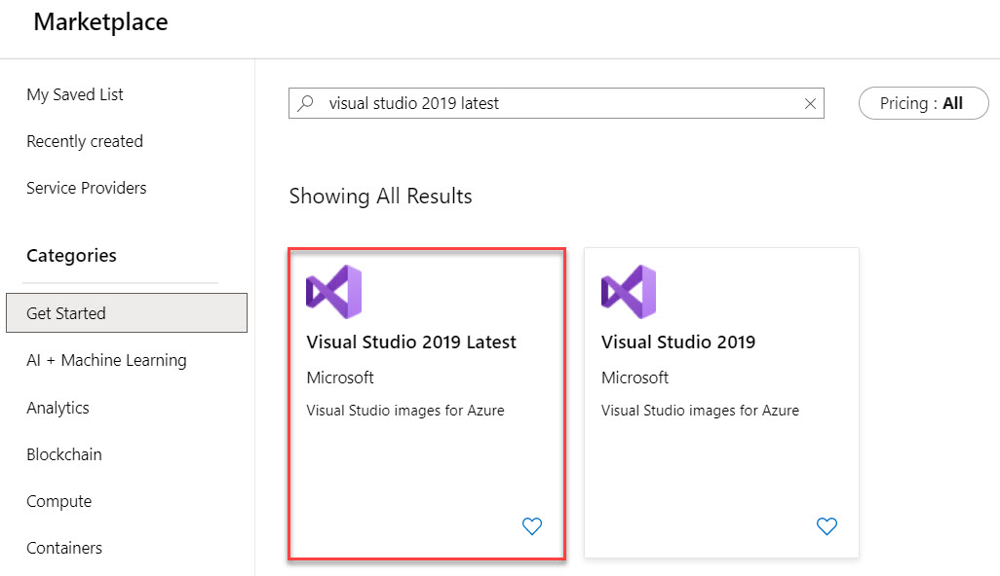 Marketplace
My Saved List
Recently created
Service Providers
Categories
Get Started
AI + Machine Learning
Analytics
Blockchain
Compute
Containers
visual studio 2019 latest
Pricing : All
Showing All Results
Visual Studio 2019 Latest
Microsoft
Visual Studio images for Azure
Visual Studio 2019
Microsoft
Visual Studio images for Azure